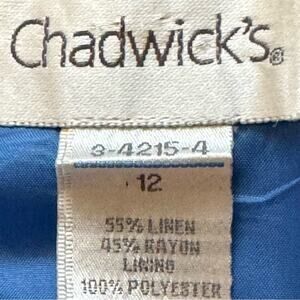 Chadwick's®
3-4215-4
12
55% LINEN
45% RAYON
LINING
100% POLYESTER